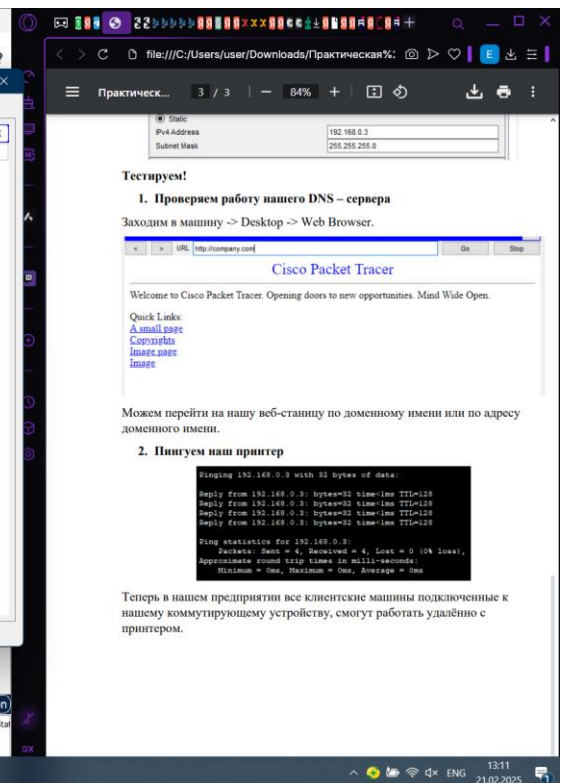 file:///C:/Users/user/Downloads/Практическая%:
Практическ... 3 / 3 84%
Static
IPv4 Address 192.168.0.3
Subnet Mask 255.255.255.0
Тестируем!
1. Проверяем работу нашего DNS – сервера
Заходим в машину -> Desktop -> Web Browser.
< > URL http://company.com Go Stop
Cisco Packet Tracer
Welcome to Cisco Packet Tracer. Opening doors to new opportunities. Mind Wide Open.
Quick Links:
A small page
Copyrights
Image page
Image
Можем перейти на нашу веб-станицу по доменному имени или по адресу
доменного имени.
2. Пингуем наш принтер
Pinging 192.168.0.3 with 32 bytes of data:
Reply from 192.168.0.3: bytes=32 time<1ms TTL=128
Reply from 192.168.0.3: bytes=32 time<1ms TTL=128
Reply from 192.168.0.3: bytes=32 time<1ms TTL=128
Reply from 192.168.0.3: bytes=32 time<1ms TTL=128
Ping statistics for 192.168.0.3:
Packets: Sent = 4, Received = 4, Lost = 0 (0% loss),
Approximate round trip times in milli-seconds:
Minimum = 0ms, Maximum = 0ms, Average = 0ms
Теперь в нашем предприятии все клиентские машины подключенные к
нашему коммутирующему устройству, смогут работать удалённо с
принтером.
ENG
13:11
21.02.2025